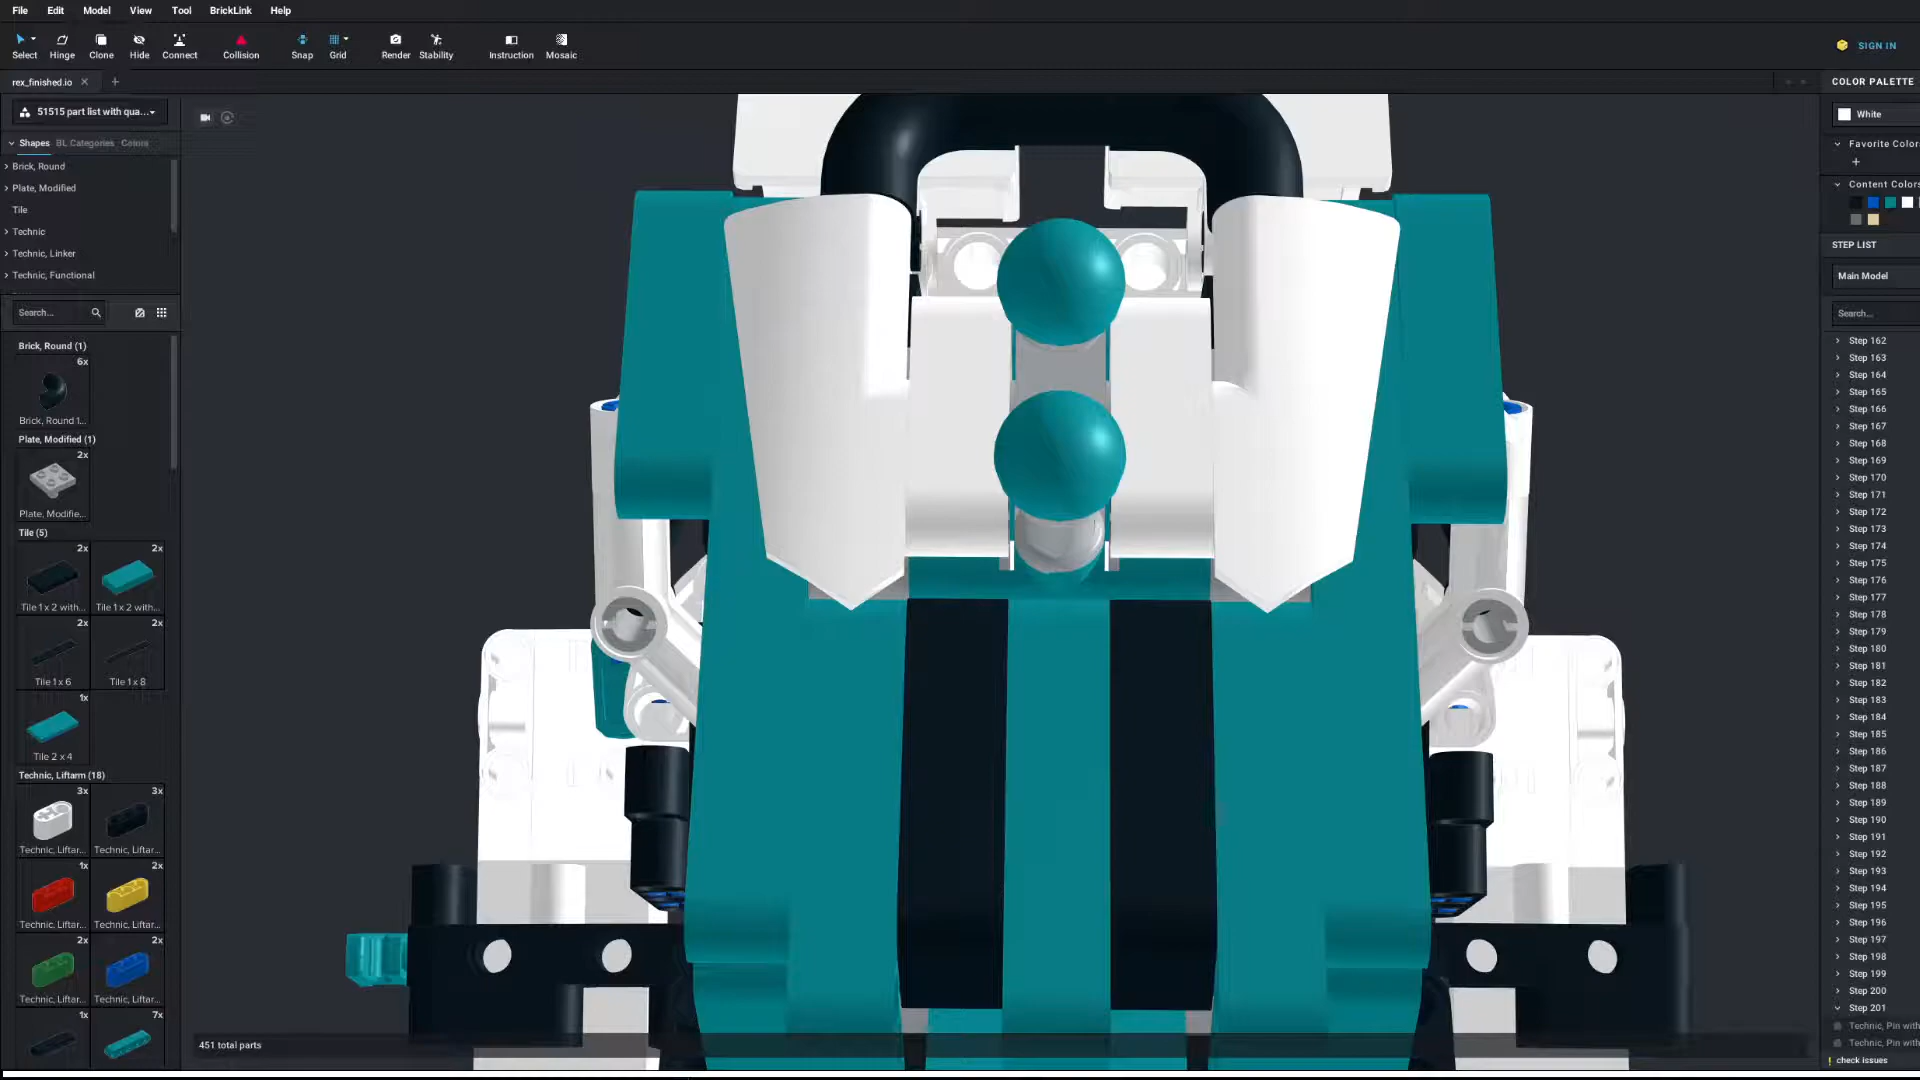 File Edit Model View Tool BrickLink Help
Select Hinge Clone Hide Connect Collision Snap Grid Render Stability Instruction Mosaic
SIGN IN
rex_finished.io
51515 part list with qua...
Shapes BL Categories Colors
Brick, Round
Plate, Modified
Tile
Technic
Technic, Linker
Technic, Functional
Search...
Brick, Round (1)
6x
Brick, Round 1...
Plate, Modified (1)
2x
Plate, Modifie...
Tile (5)
2x 2x
Tile 1 x 2 with... Tile 1 x 2 with...
2x 2x
Tile 1 x 6 Tile 1 x 8
1x
Tile 2 x 4
Technic, Liftarm (18)
3x 3x
Technic, Liftar... Technic, Liftar...
1x 2x
Technic, Liftar... Technic, Liftar...
2x 2x
Technic, Liftar... Technic, Liftar...
1x 7x
451 total parts
COLOR PALETTE
White
Favorite Colors
Content Colors
STEP LIST
Main Model
Search...
Step 162
Step 163
Step 164
Step 165
Step 166
Step 167
Step 168
Step 169
Step 170
Step 171
Step 172
Step 173
Step 174
Step 175
Step 176
Step 177
Step 178
Step 179
Step 180
Step 181
Step 182
Step 183
Step 184
Step 185
Step 186
Step 187
Step 188
Step 189
Step 190
Step 191
Step 192
Step 193
Step 194
Step 195
Step 196
Step 197
Step 198
Step 199
Step 200
Step 201
Technic, Pin with
Technic, Pin with
check issues